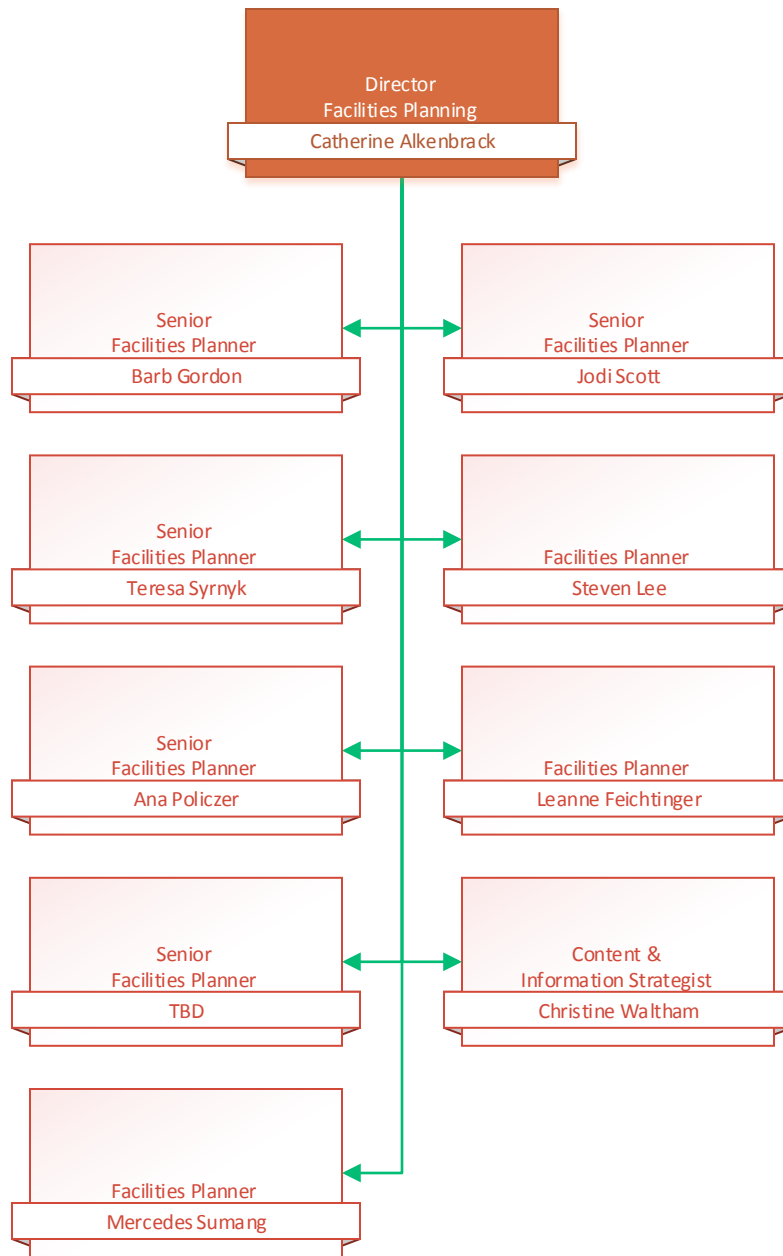 Director
Facilities Planning
Catherine Alkenbrack
Senior
Facilities Planner
Barb Gordon
Senior
Facilities Planner
Jodi Scott
Senior
Facilities Planner
Teresa Syrnyk
Facilities Planner
Steven Lee
Senior
Facilities Planner
Ana Policzer
Facilities Planner
Leanne Feichtinger
Senior
Facilities Planner
TBD
Content &
Information Strategist
Christine Waltham
Facilities Planner
Mercedes Sumang